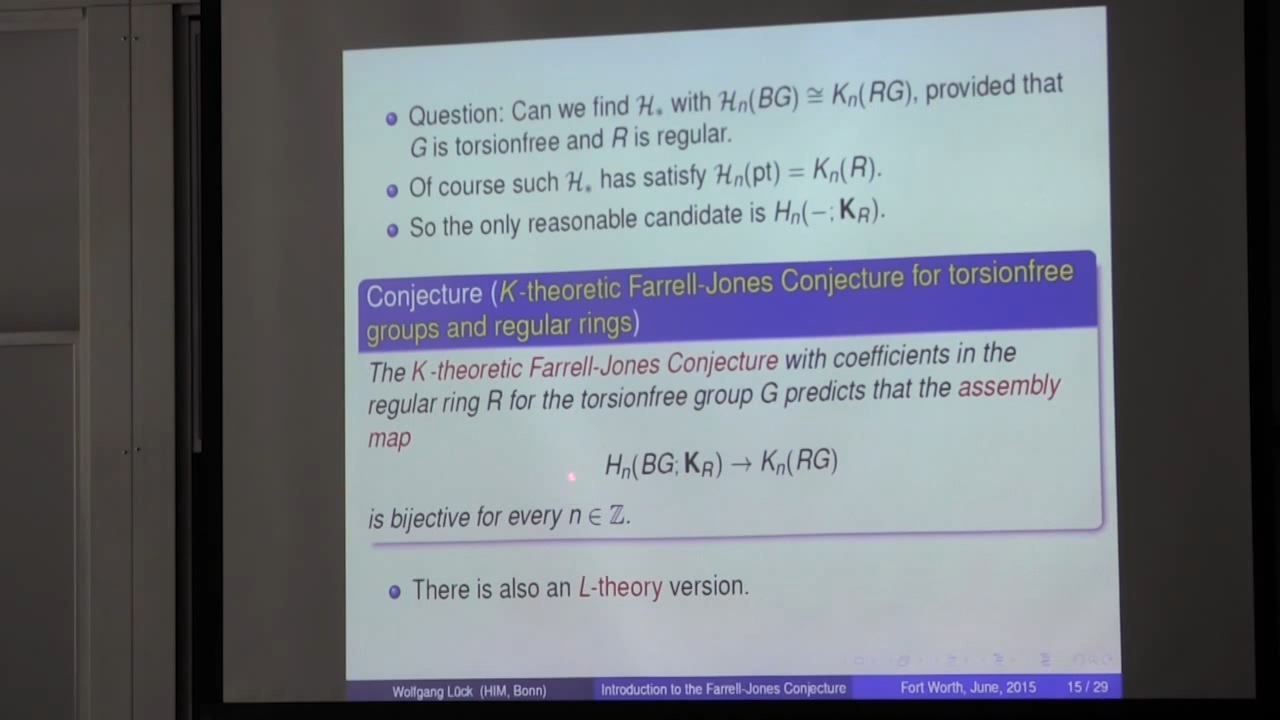 Question: Can we find ℋ∗ with ℋn(BG) ≅ Kn(RG), provided that
G is torsionfree and R is regular.
Of course such ℋ∗ has satisfy ℋn(pt) = Kn(R).
So the only reasonable candidate is Hn(−; KR).
Conjecture (K-theoretic Farrell-Jones Conjecture for torsionfree
groups and regular rings)
The K-theoretic Farrell-Jones Conjecture with coefficients in the
regular ring R for the torsionfree group G predicts that the assembly
map
Hn(BG; KR) → Kn(RG)
is bijective for every n ∈ ℤ.
There is also an L-theory version.
Wolfgang Lück (HIM, Bonn) Introduction to the Farrell-Jones Conjecture Fort Worth, June, 2015 15 / 29